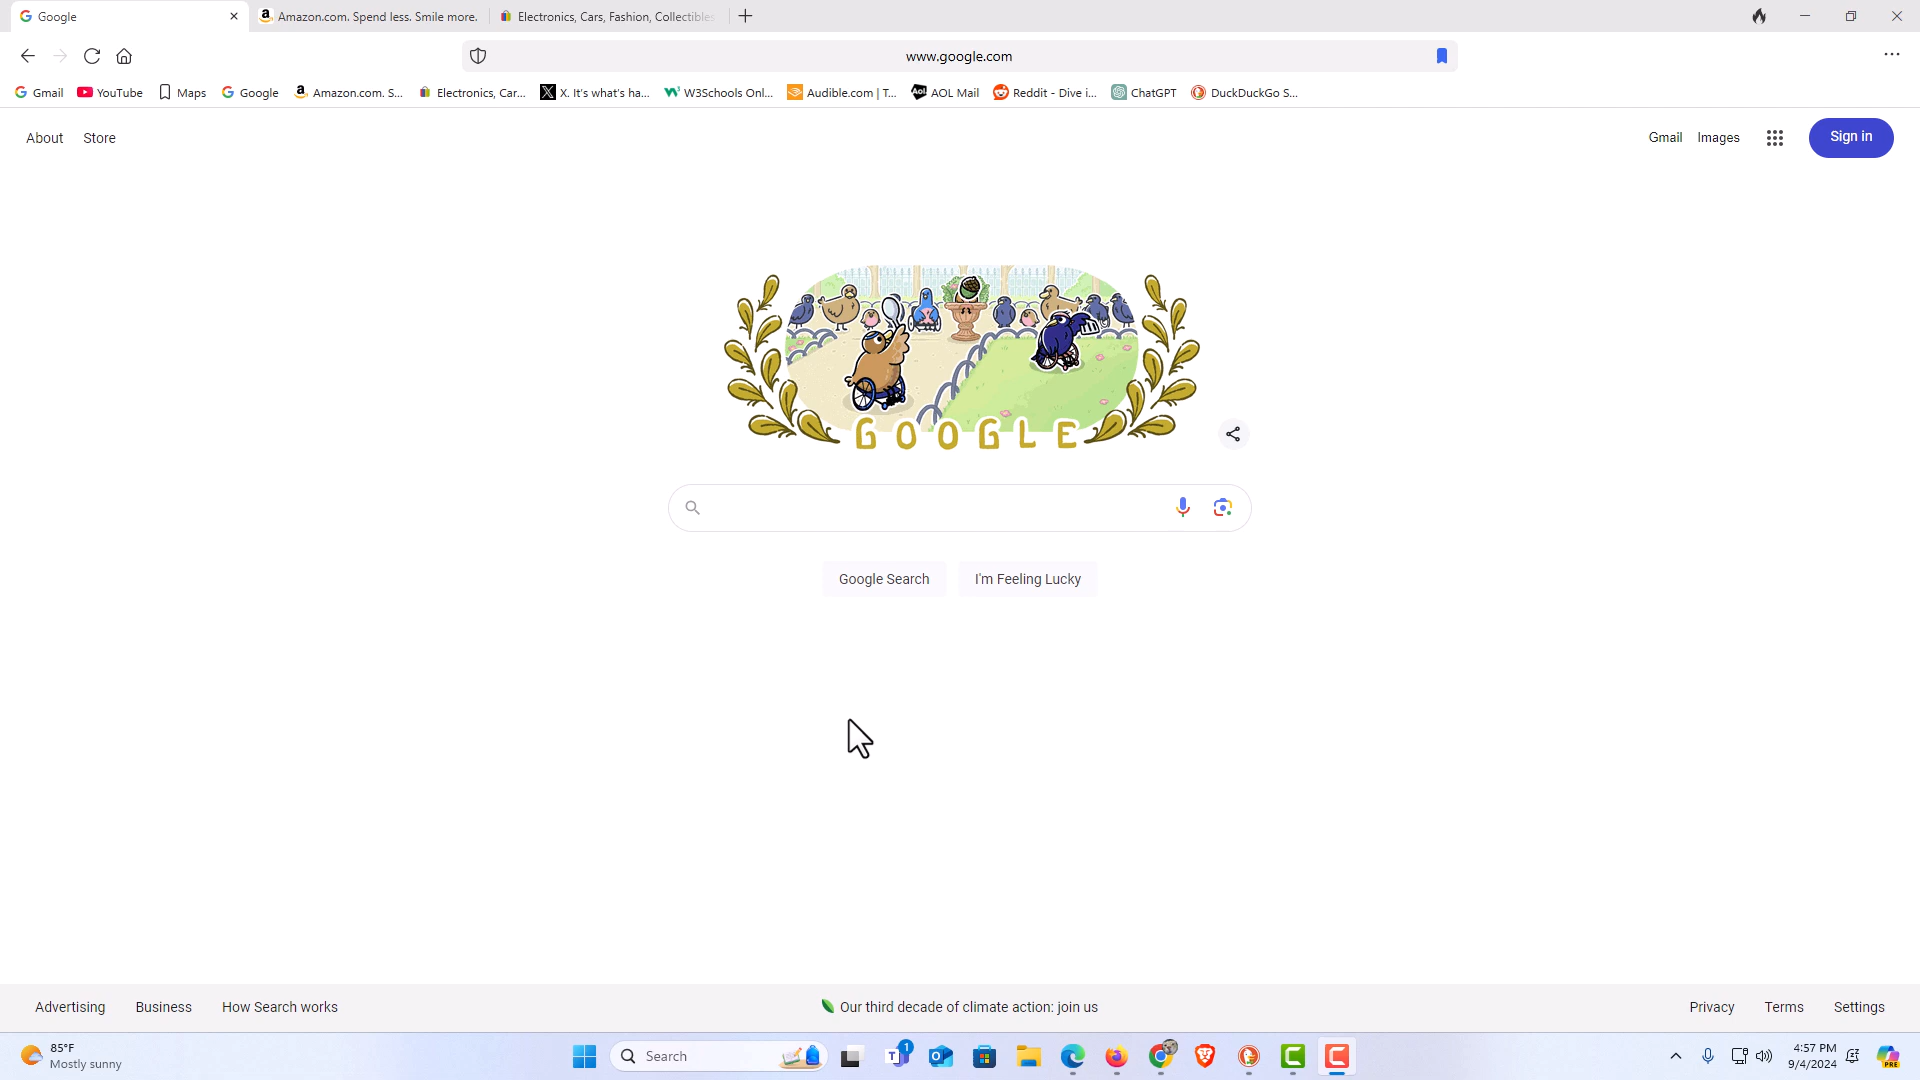 Google
Amazon.com. Spend less. Smile more.
Electronics, Cars, Fashion, Collectibles
www.google.com
Gmail
YouTube
Maps
Google
Amazon.com. S...
Electronics, Car...
X. It's what's ha...
W3Schools Onl...
Audible.com | T...
AOL Mail
Reddit - Dive i...
ChatGPT
DuckDuckGo S...
About
Store
Gmail
Images
Sign in
GOOGLE
Google Search
I'm Feeling Lucky
Advertising
Business
How Search works
Our third decade of climate action: join us
Privacy
Terms
Settings
85°F
Mostly sunny
Search
1
4:57 PM
9/4/2024
PRE